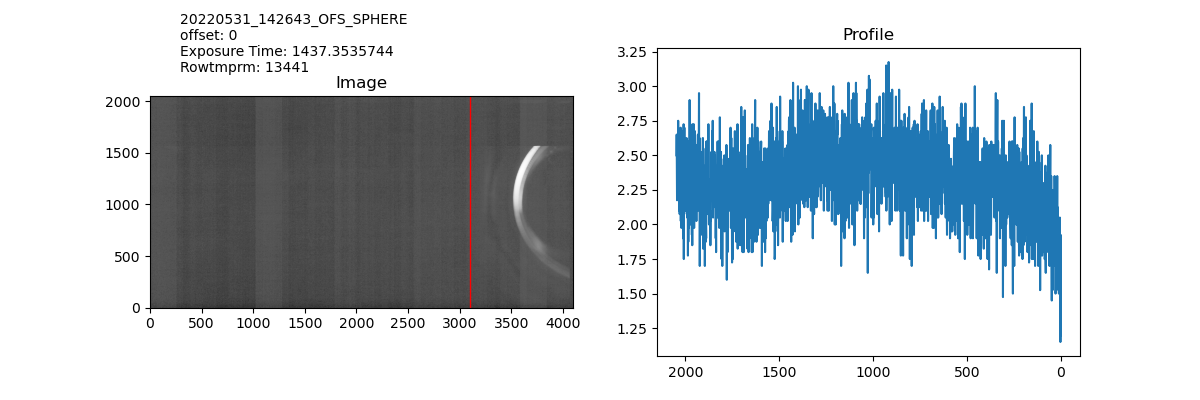 20220531_142643_OFS_SPHERE
offset: 0
Exposure Time: 1437.3535744
Rowtmprm: 13441
Image
2000
1500
1000
500
0
0 500 1000 1500 2000 2500 3000 3500 4000
Profile
3.25
3.00
2.75
2.50
2.25
2.00
1.75
1.50
1.25
2000 1500 1000 500 0